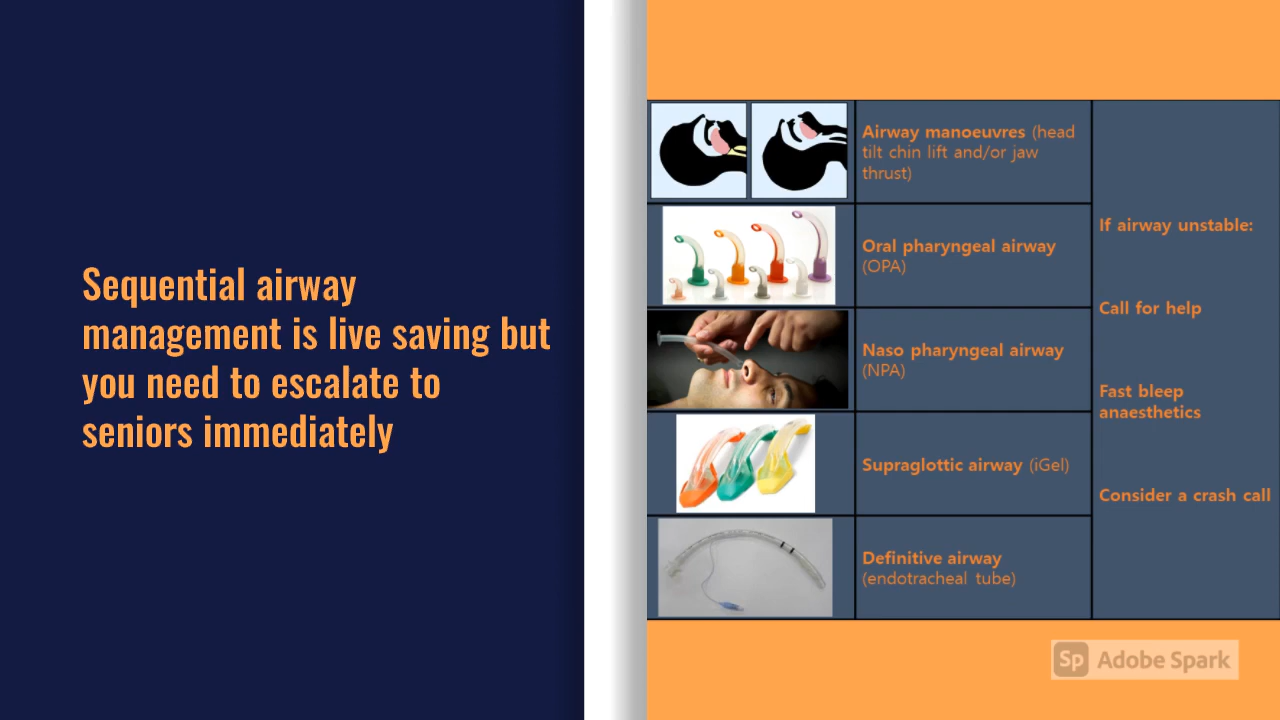 Sequential airway
management is live saving but
you need to escalate to
seniors immediately
Airway manoeuvres (head
tilt chin lift and/or jaw
thrust)
Oral pharyngeal airway
(OPA)
Naso pharyngeal airway
(NPA)
Supraglottic airway (iGel)
Definitive airway
(endotracheal tube)
If airway unstable:
Call for help
Fast bleep
anaesthetics
Consider a crash call
Sp Adobe Spark